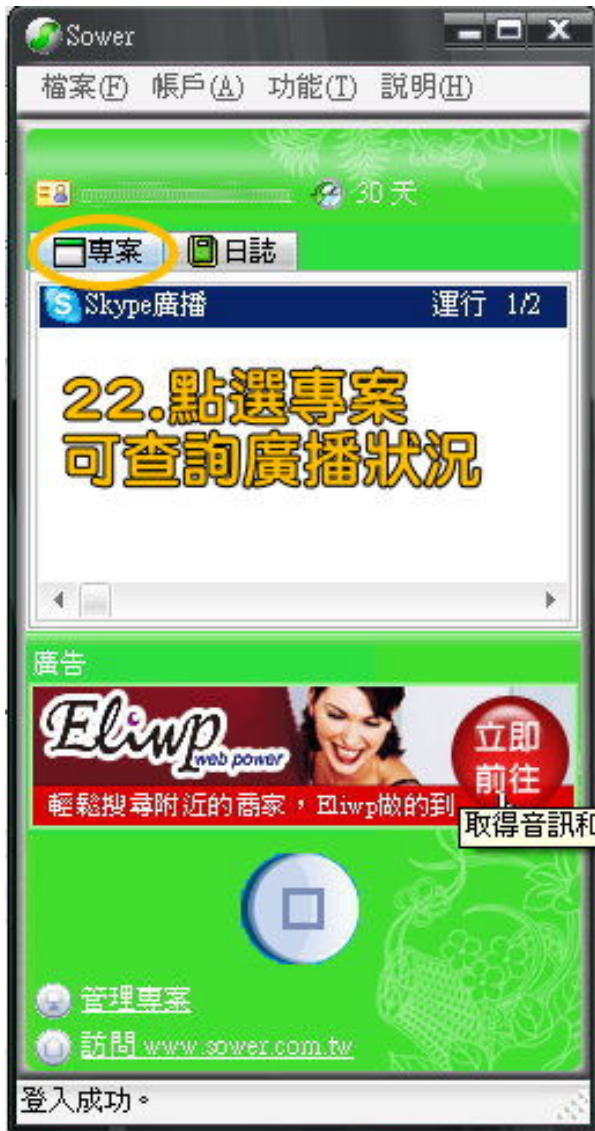 Sower
檔案(F) 帳戶(A) 功能(T) 說明(H)
30 天
專案 日誌
Skype廣播 運行 1/2
22.點選專案
可查詢廣播狀況
廣告
Eliwp
web power
立即
前往
輕鬆搜尋附近的商家，Eliwp做的到
取得音訊和
管理專案
訪問 www.sower.com.tw
登入成功。